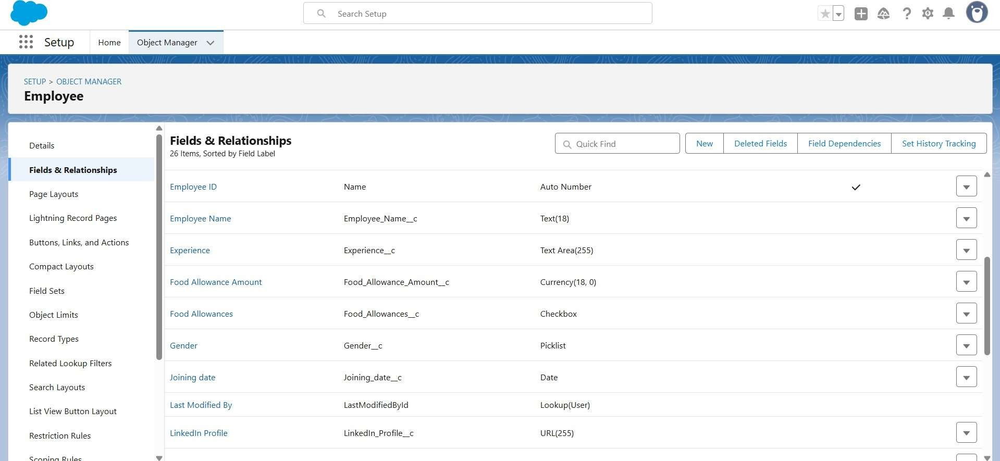 Search Setup
Setup
Home
Object Manager
SETUP > OBJECT MANAGER
Employee
Details
Fields & Relationships
Page Layouts
Lightning Record Pages
Buttons, Links, and Actions
Compact Layouts
Field Sets
Object Limits
Record Types
Related Lookup Filters
Search Layouts
List View Button Layout
Restriction Rules
Scoping Rules
Fields & Relationships
26 Items, Sorted by Field Label
Quick Find
New
Deleted Fields
Field Dependencies
Set History Tracking
Employee ID Name Auto Number
Employee Name Employee_Name__c Text(18)
Experience Experience__c Text Area(255)
Food Allowance Amount Food_Allowance_Amount__c Currency(18, 0)
Food Allowances Food_Allowances__c Checkbox
Gender Gender__c Picklist
Joining date Joining_date__c Date
Last Modified By LastModifiedById Lookup(User)
LinkedIn Profile LinkedIn_Profile__c URL(255)